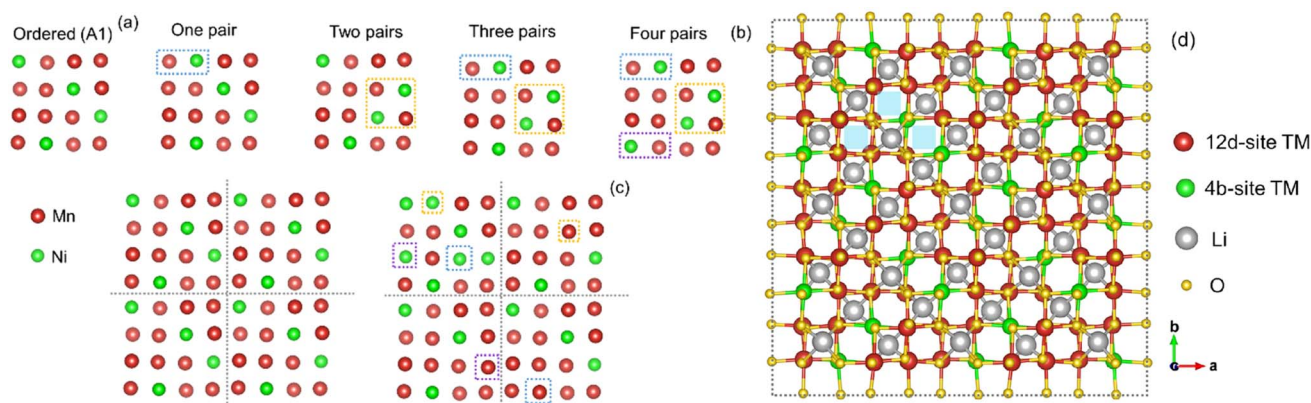 Ordered (A1) (a)
One pair
Two pairs
Three pairs
Four pairs
(b)
(c)
Mn
Ni
(d)
12d-site TM
4b-site TM
Li
O
b
a